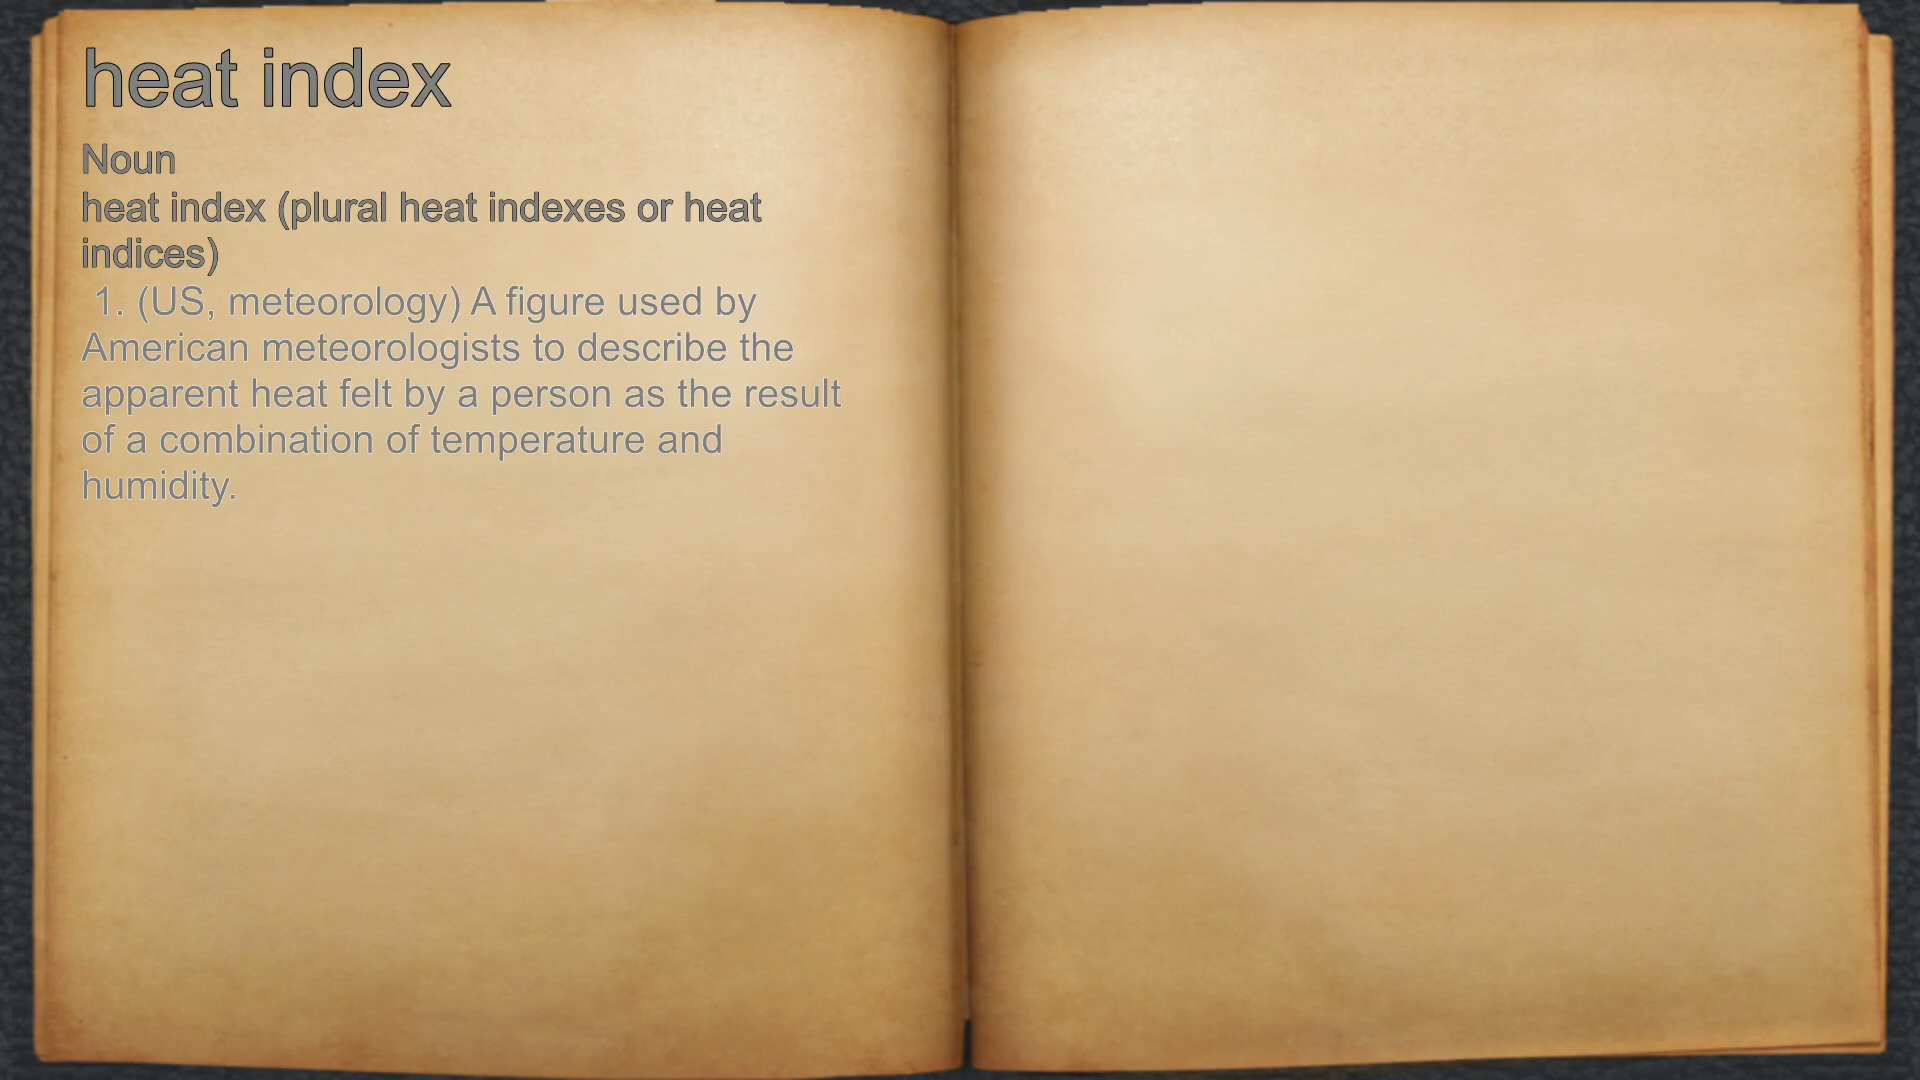 heat index
Noun
heat index (plural heat indexes or heat
indices)
1. (US, meteorology) A figure used by
American meteorologists to describe the
apparent heat felt by a person as the result
of a combination of temperature and
humidity.